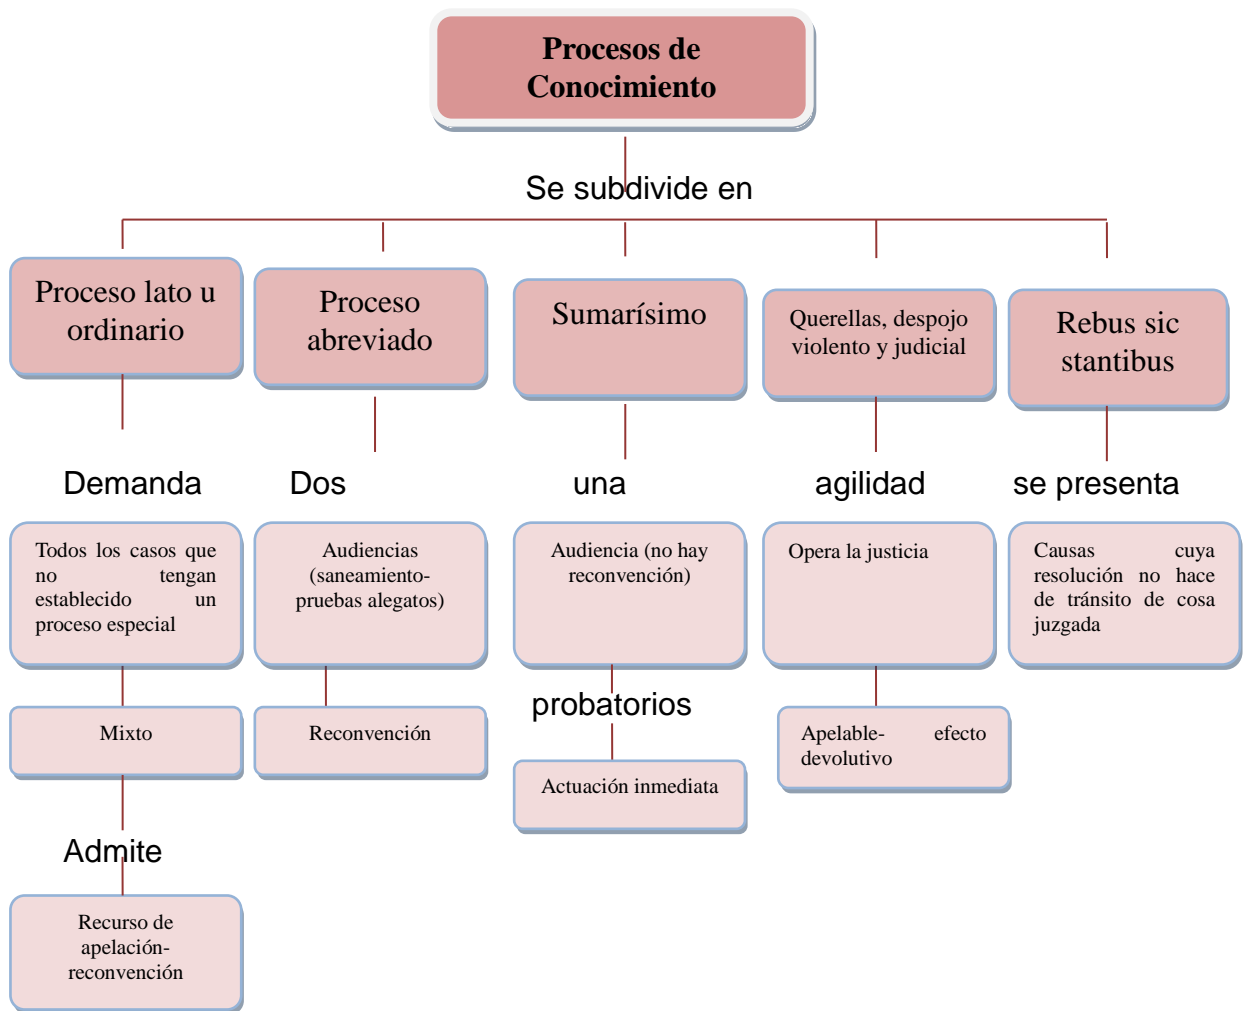 Procesos de
Conocimiento
Se subdivide en
Proceso lato u
ordinario
Proceso
abreviado
Sumarísimo
Querellas, despojo
violento y judicial
Rebus sic
stantibus
Demanda
Dos
una
agilidad
se presenta
Todos los casos que
no tengan
establecido un
proceso especial
Audiencias
(saneamiento-
pruebas alegatos)
Audiencia (no hay
reconvención)
Opera la justicia
Causas cuya
resolución no hace
de tránsito de cosa
juzgada
Mixto
Reconvención
probatorios
Apelable- efecto
devolutivo
Actuación inmediata
Admite
Recurso de
apelación-
reconvención